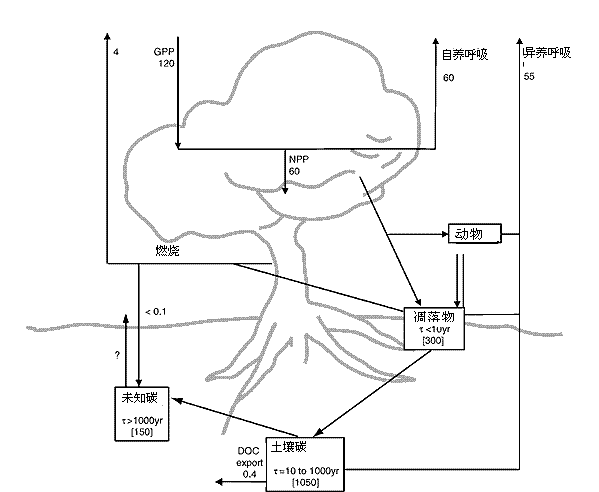 4
GPP
120
自养呼吸
60
异养呼吸
55
NPP
60
动物
燃烧
< 0.1
?
凋落物
τ <10yr
[300]
未知碳
τ>1000yr
[150]
土壤碳
τ=10 to 1000yr
[1050]
DOC
export
0.4